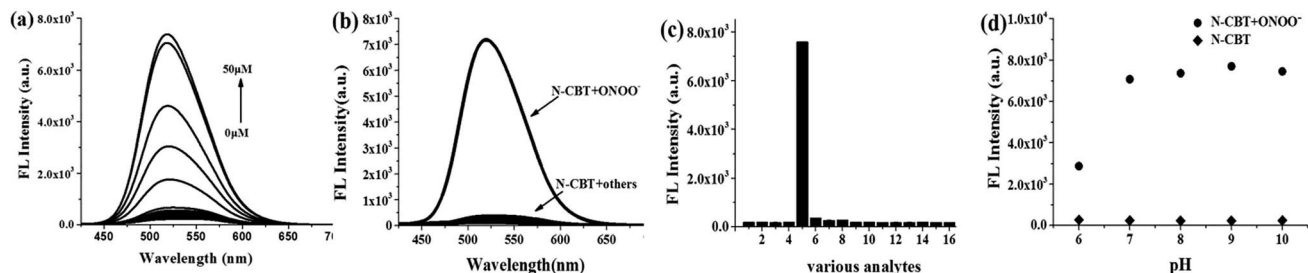 (a)
8.0x10³
6.0x10³
4.0x10³
2.0x10³
0.0
FL Intensity (a.u.)
50µM
0µM
450 500 550 600 650 70
Wavelength (nm)
(b)
8x10³
7x10³
6x10³
5x10³
4x10³
3x10³
2x10³
1x10³
0
FL Intensity(a.u.)
N-CBT+ONOO⁻
N-CBT+others
450 500 550 600 650
Wavelength(nm)
(c)
8.0x10³
6.0x10³
4.0x10³
2.0x10³
0.0
FL Intensity (a.u.)
2 4 6 8 10 12 14 16
various analytes
(d)
1.0x10⁴
8.0x10³
6.0x10³
4.0x10³
2.0x10³
0.0
FL Intensity (a.u.)
N-CBT+ONOO⁻
N-CBT
6 7 8 9 10
pH